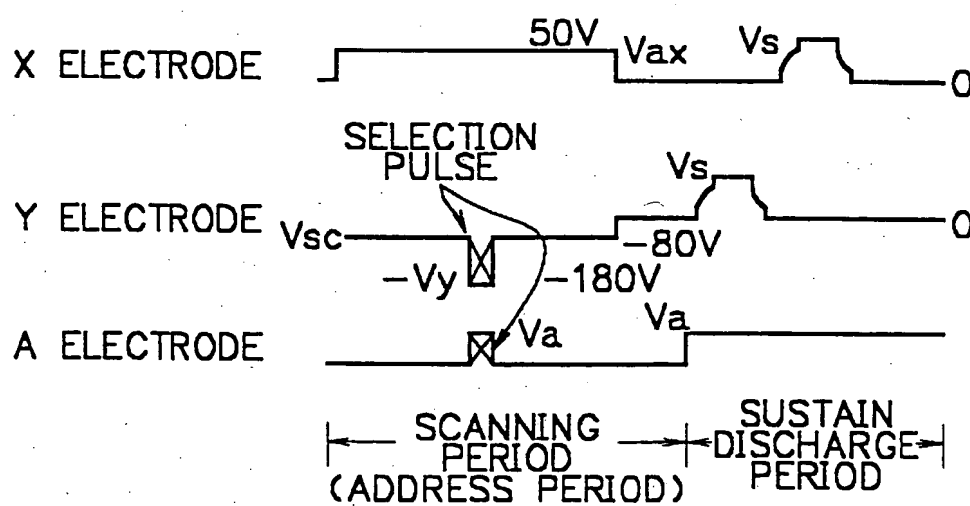 50V
Vax
Vs
X ELECTRODE
0
SELECTION
PULSE
Vs
Y ELECTRODE
0
Vsc
-80V
-Vy
-180V
Va
Va
A ELECTRODE
SCANNING
PERIOD
(ADDRESS PERIOD)
SUSTAIN
DISCHARGE
PERIOD